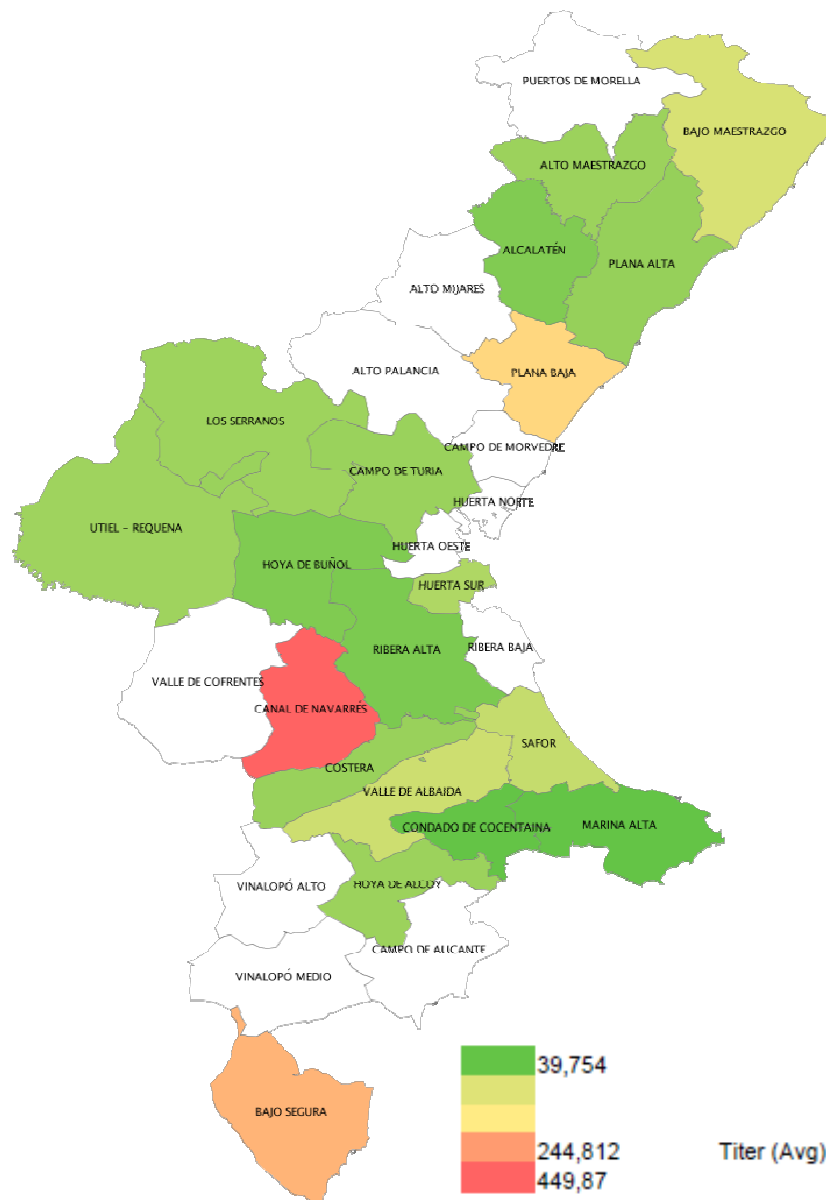 PUERTOS DE MORELLA
BAJO MAESTRAZGO
ALTO MAESTRAZGO
ALCALATÉN
PLANA ALTA
ALTO MIJARES
ALTO PALANCIA
PLANA BAJA
LOS SERRANOS
CAMPO DE MORVEDRE
CAMPO DE TURIA
HUERTA NORTE
UTIEL - REQUENA
HUERTA OESTE
HOYA DE BUÑOL
HUERTA SUR
RIBERA ALTA
RIBERA BAJA
VALLE DE COFRENTES
CANAL DE NAVARRÉS
SAFOR
COSTERA
VALLE DE ALBAIDA
CONDADO DE COCENTAINA
MARINA ALTA
VINALOPÓ ALTO
HOYA DE ALCOY
CAMPO DE ALICANTE
VINALOPÓ MEDIO
39,754
BAJO SEGURA
244,812
Titer (Avg)
449,87